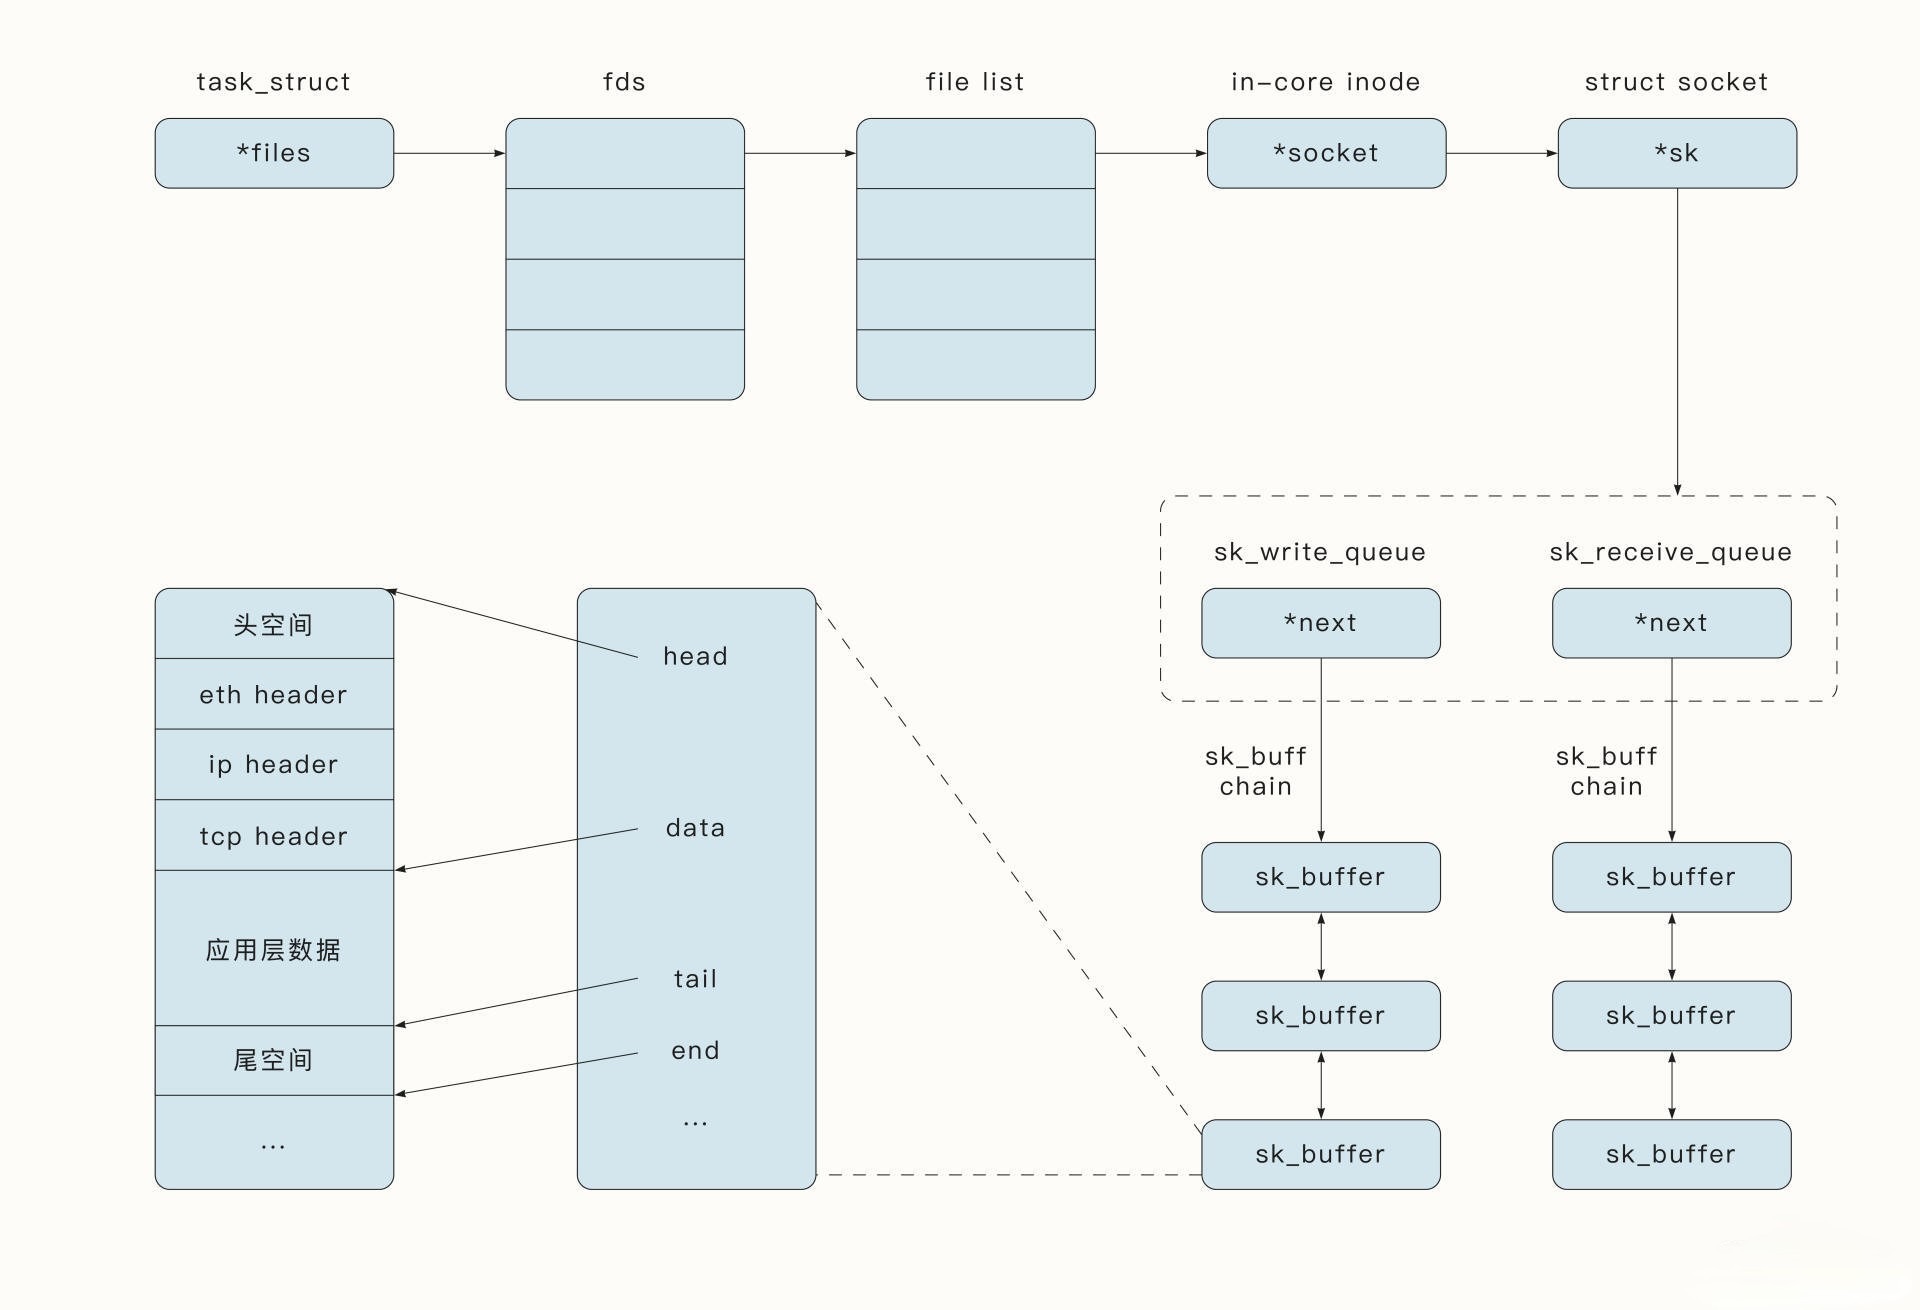 task_struct
fds
file list
in-core inode
struct socket
*files
*socket
*sk
sk_write_queue
sk_receive_queue
*next
*next
sk_buff
chain
sk_buff
chain
sk_buffer
sk_buffer
sk_buffer
sk_buffer
sk_buffer
sk_buffer
head
data
tail
end
...
头空间
eth header
ip header
tcp header
应用层数据
尾空间
...